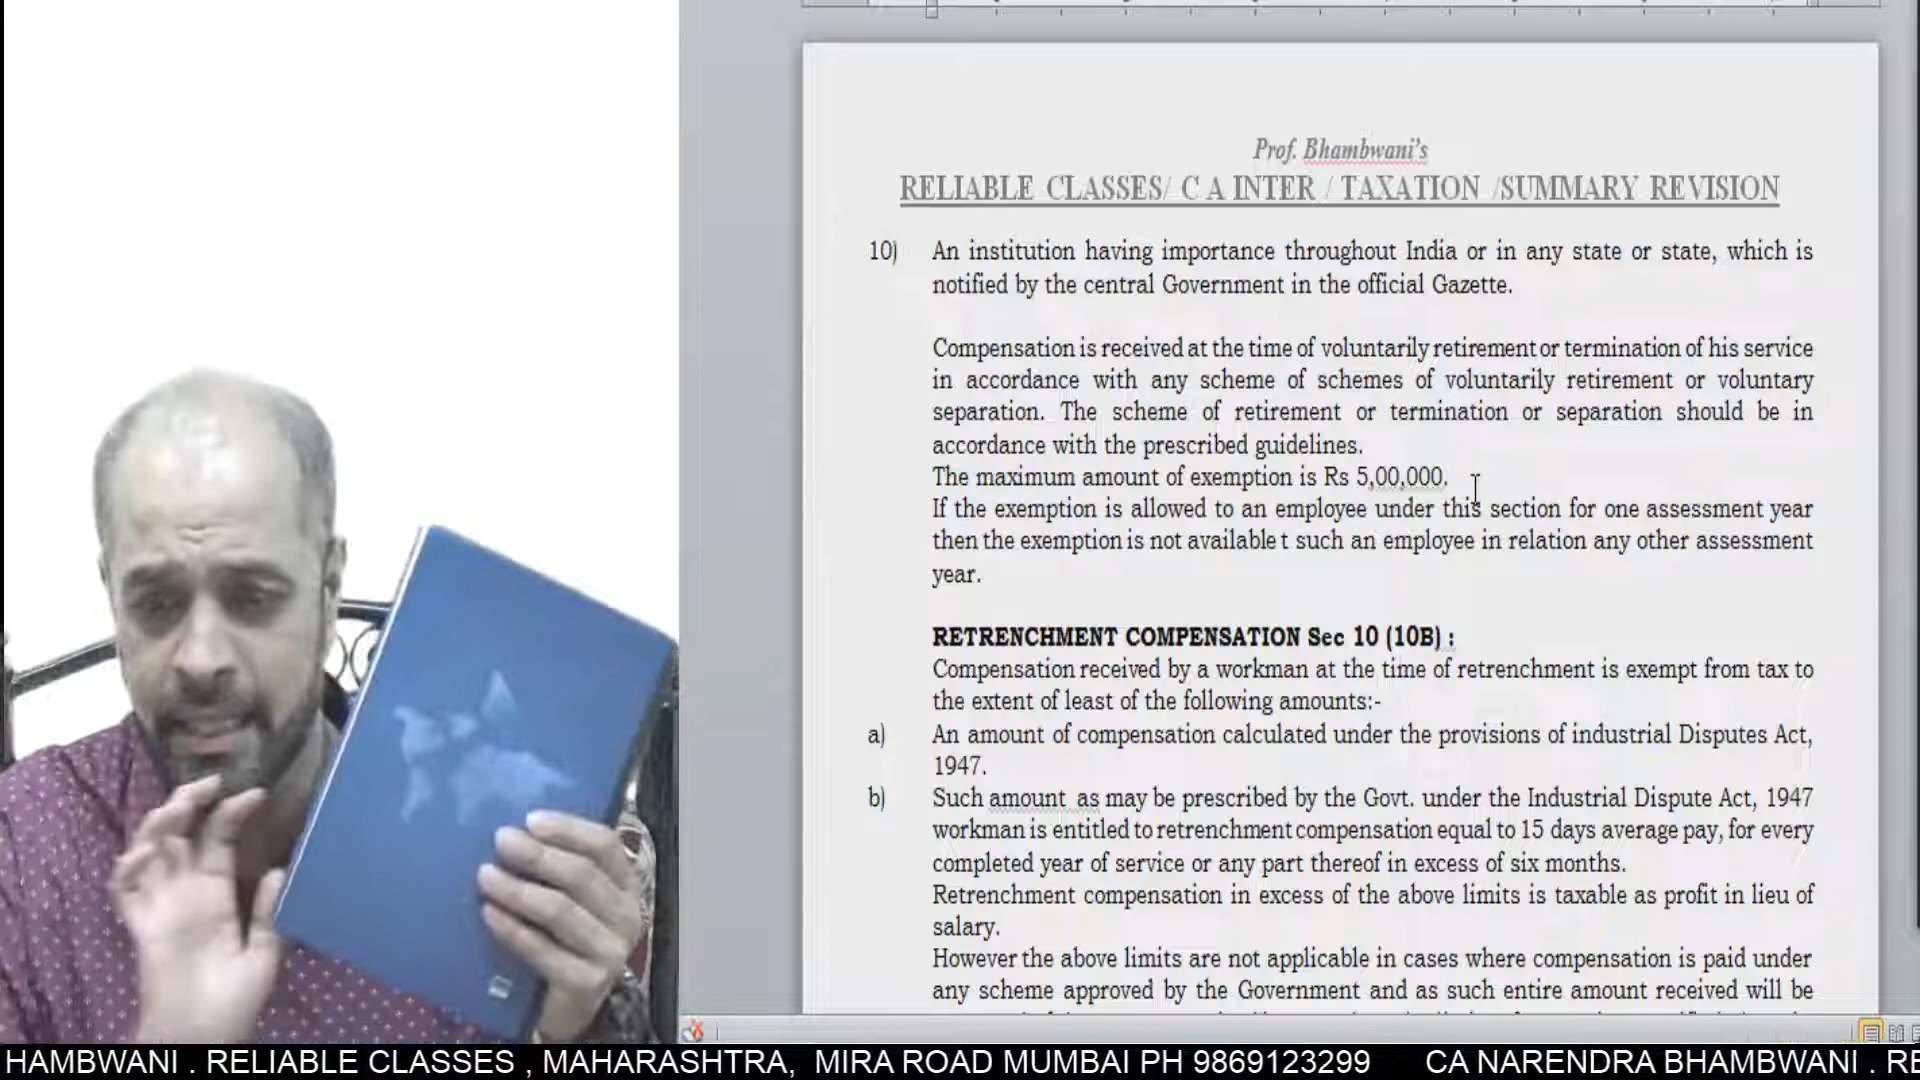 Prof. Bhambwani's
RELIABLE CLASSES/ C A INTER / TAXATION /SUMMARY REVISION
10) An institution having importance throughout India or in any state or state, which is
notified by the central Government in the official Gazette.
Compensation is received at the time of voluntarily retirement or termination of his service
in accordance with any scheme of schemes of voluntarily retirement or voluntary
separation. The scheme of retirement or termination or separation should be in
accordance with the prescribed guidelines.
The maximum amount of exemption is Rs 5,00,000.
If the exemption is allowed to an employee under this section for one assessment year
then the exemption is not available t such an employee in relation any other assessment
year.
RETRENCHMENT COMPENSATION Sec 10 (10B) :
Compensation received by a workman at the time of retrenchment is exempt from tax to
the extent of least of the following amounts:-
a) An amount of compensation calculated under the provisions of industrial Disputes Act,
1947.
b) Such amount as may be prescribed by the Govt. under the Industrial Dispute Act, 1947
workman is entitled to retrenchment compensation equal to 15 days average pay, for every
completed year of service or any part thereof in excess of six months.
Retrenchment compensation in excess of the above limits is taxable as profit in lieu of
salary.
However the above limits are not applicable in cases where compensation is paid under
any scheme approved by the Government and as such entire amount received will be
HAMBWANI . RELIABLE CLASSES , MAHARASHTRA, MIRA ROAD MUMBAI PH 9869123299 CA NARENDRA BHAMBWANI . RE